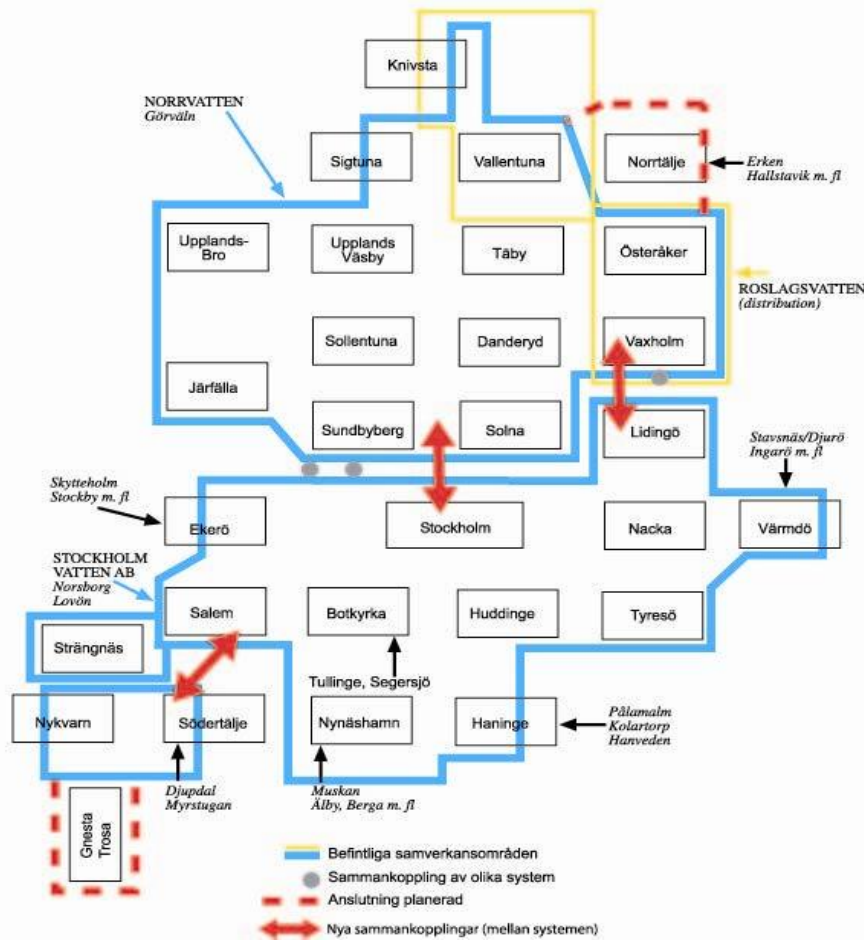 Knivsta
NORRVATTEN
Görväln
Sigtuna
Vallentuna
Norrtälje
Erken
Hallstavik m. fl
Upplands-
Bro
Upplands
Väsby
Täby
Österåker
ROSLAGSVATTEN
(distribution)
Sollentuna
Danderyd
Vaxholm
Järfälla
Sundbyberg
Solna
Lidingö
Stavsnäs/Djurö
Ingarö m. fl
Skytteholm
Stockby m. fl
Ekerö
Stockholm
Nacka
Värmdö
STOCKHOLM
VATTEN AB
Norsborg
Lovön
Salem
Botkyrka
Huddinge
Tyresö
Strängnäs
Tullinge, Segersjö
Nykvarn
Södertälje
Nynäshamn
Haninge
Pålamalm
Kolartorp
Hanveden
Djupdal
Myrstugan
Muskan
Älby, Berga m. fl
Gnesta
Trosa
Befintliga samverkansområden
Sammankoppling av olika system
Anslutning planerad
Nya sammankopplingar (mellan systemen)